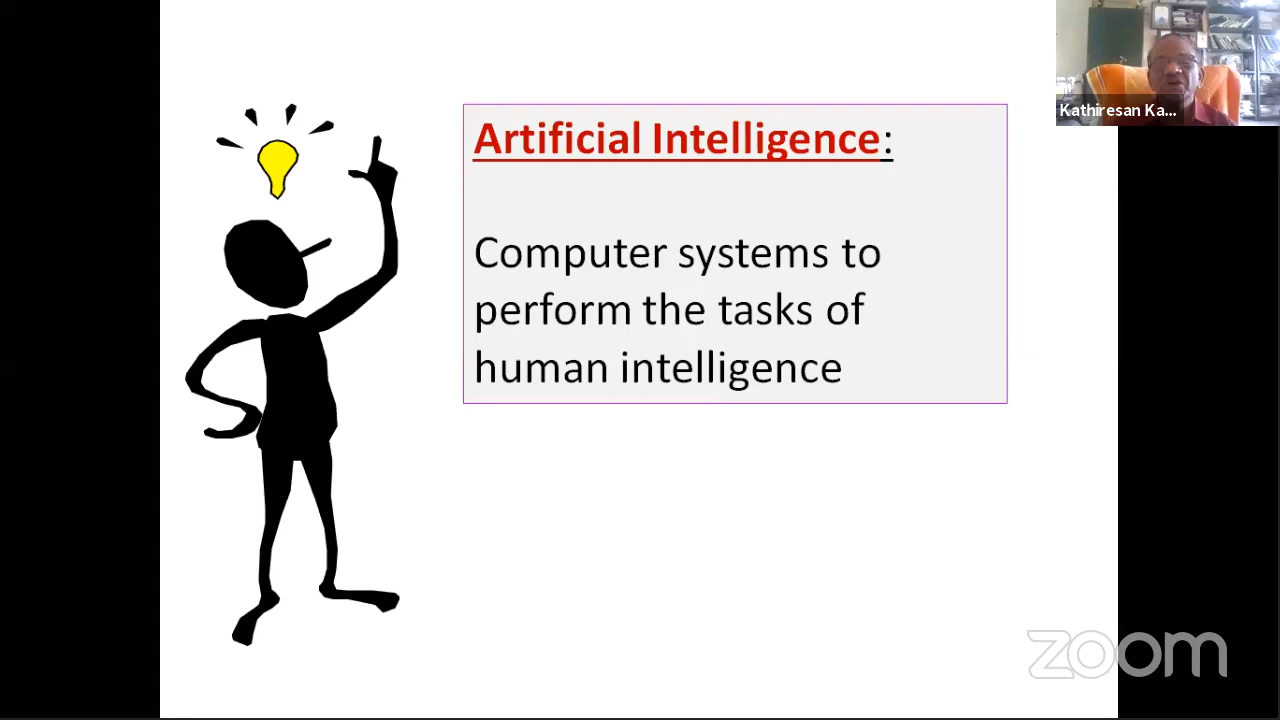 Artificial Intelligence:
Computer systems to
perform the tasks of
human intelligence
Kathiresan Ka...
zoom